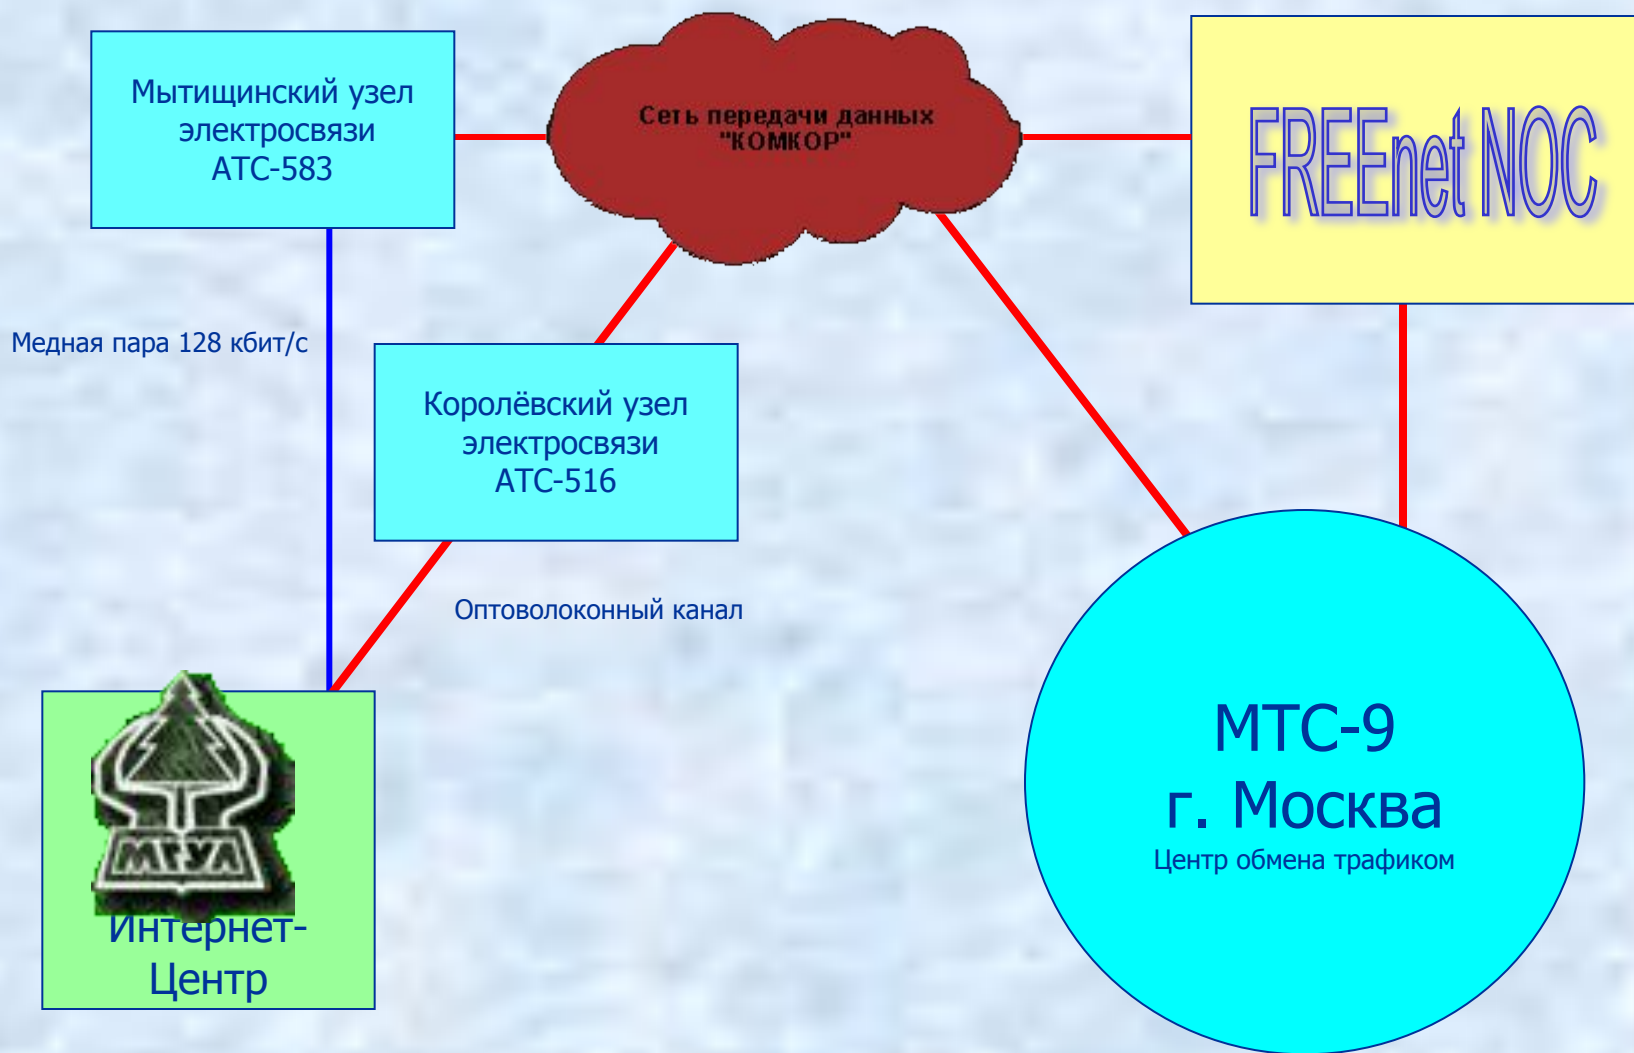 Мытищинский узел
электросвязи
АТС-583
Сеть передачи данных
"КОМКОР"
FREEnet NOC
Медная пара 128 кбит/с
Королёвский узел
электросвязи
АТС-516
Оптоволоконный канал
МГУЛ
Интернет-
Центр
МТС-9
г. Москва
Центр обмена трафиком